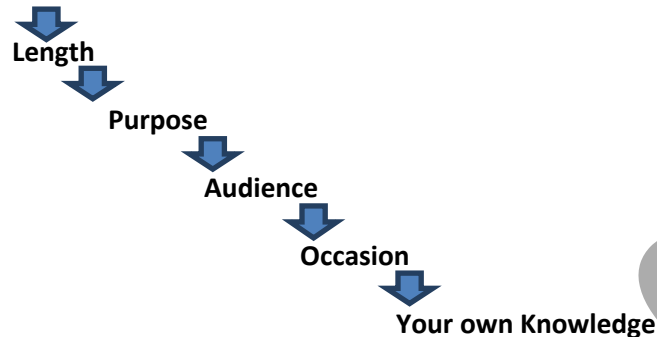 Length
Purpose
Audience
Occasion
Your own Knowledge